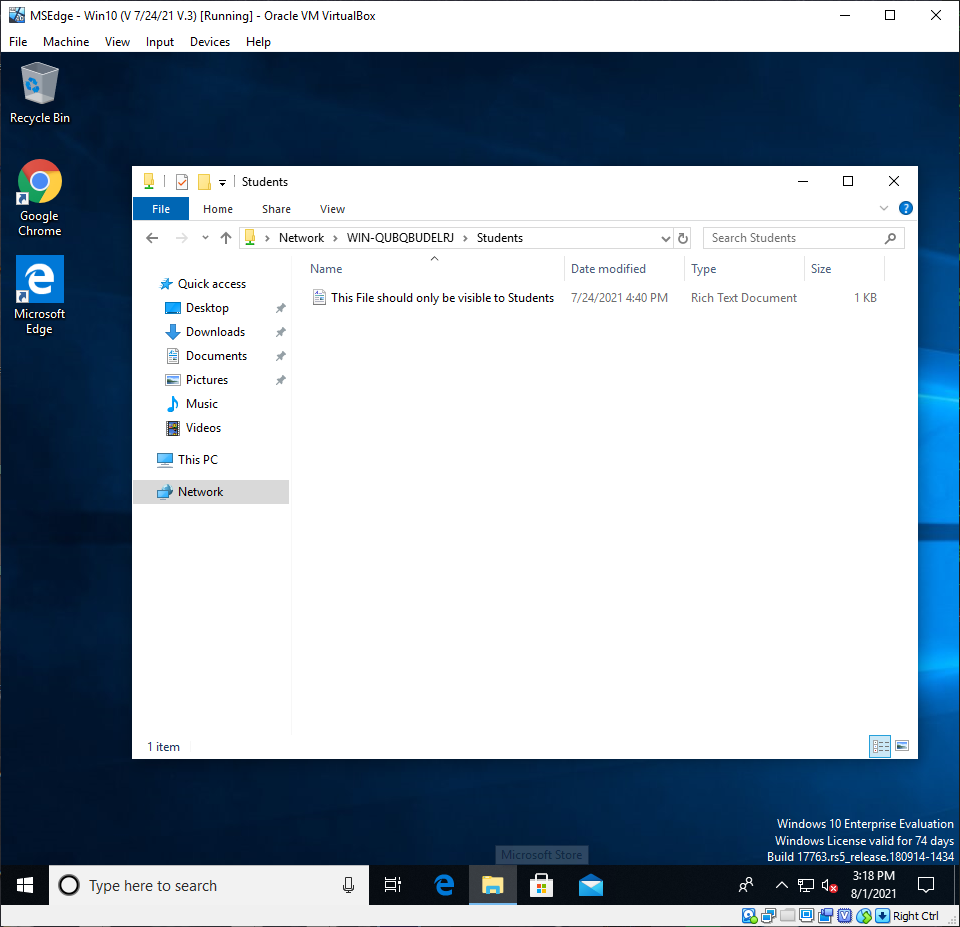 MSEdge - Win10 (V 7/24/21 V.3) [Running] - Oracle VM VirtualBox
File Machine View Input Devices Help
Recycle Bin
Google
Chrome
Microsoft
Edge
Students
File Home Share View
Network > WIN-QUBQBUDELRJ > Students
Search Students
Name Date modified Type Size
This File should only be visible to Students 7/24/2021 4:40 PM Rich Text Document 1 KB
Quick access
Desktop
Downloads
Documents
Pictures
Music
Videos
This PC
Network
1 item
Windows 10 Enterprise Evaluation
Windows License valid for 74 days
Build 17763.rs5_release.180914-1434
Microsoft Store
Type here to search
3:18 PM
8/1/2021
Right Ctrl